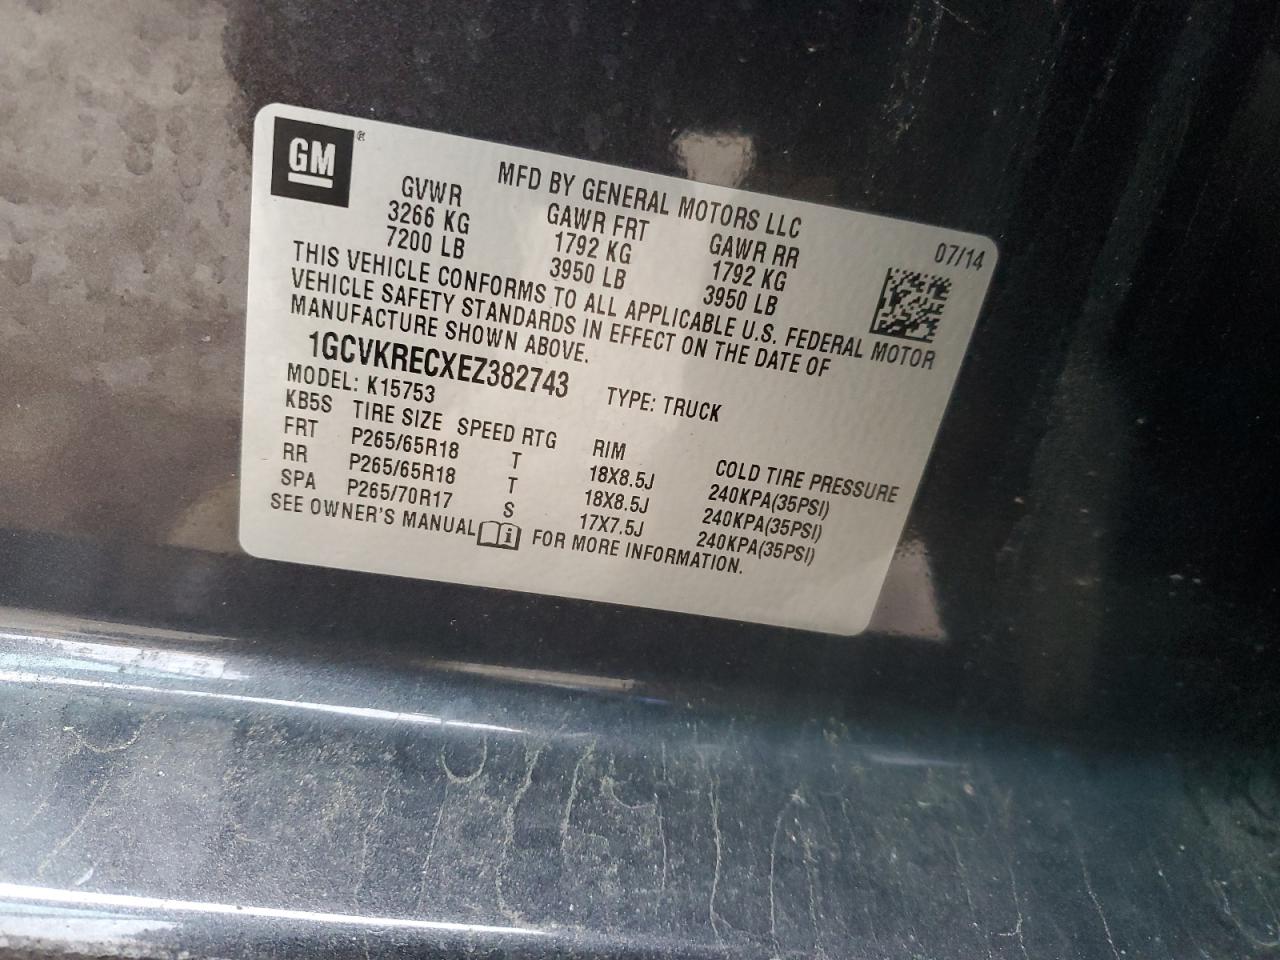 GM ®
MFD BY GENERAL MOTORS LLC
07/14
GVWR GAWR FRT GAWR RR
3266 KG 1792 KG 1792 KG
7200 LB 3950 LB 3950 LB
THIS VEHICLE CONFORMS TO ALL APPLICABLE U.S. FEDERAL MOTOR
VEHICLE SAFETY STANDARDS IN EFFECT ON THE DATE OF
MANUFACTURE SHOWN ABOVE.
1GCVKRECXEZ382743 TYPE: TRUCK
MODEL: K15753
KB5S TIRE SIZE SPEED RTG RIM COLD TIRE PRESSURE
FRT P265/65R18 T 18X8.5J 240KPA(35PSI)
RR P265/65R18 T 18X8.5J 240KPA(35PSI)
SPA P265/70R17 S 17X7.5J 240KPA(35PSI)
SEE OWNER'S MANUAL i FOR MORE INFORMATION.